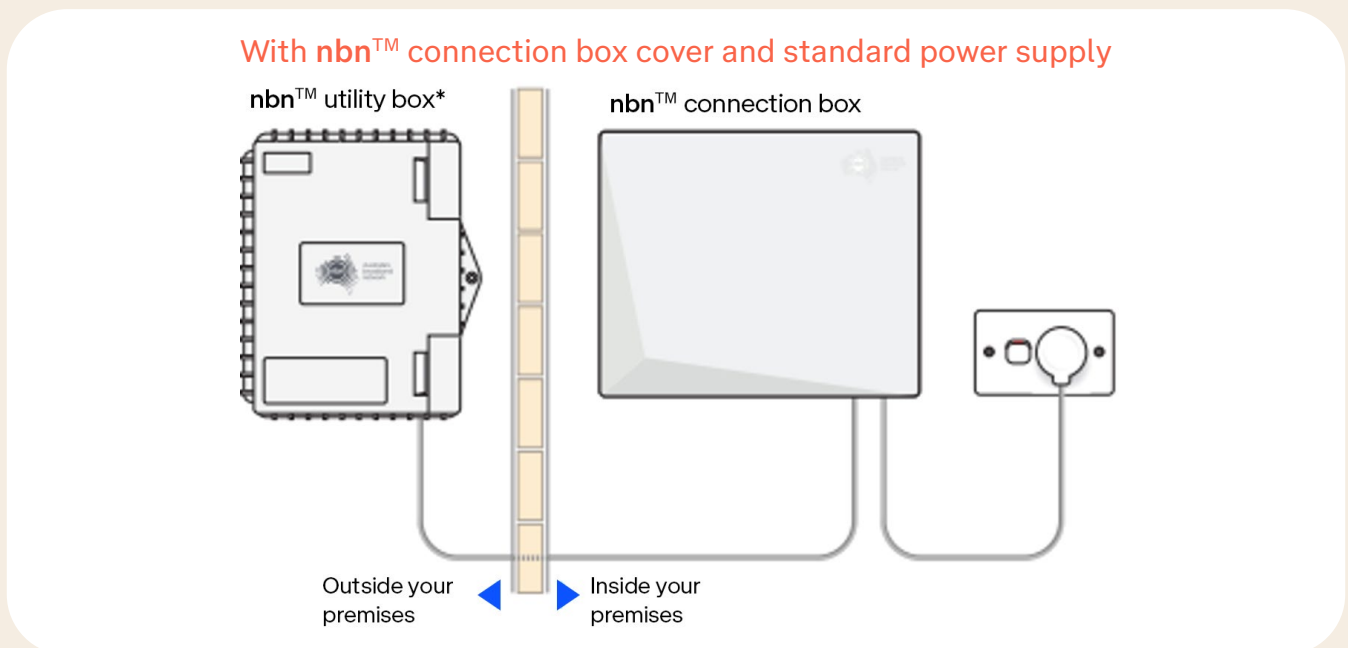 With nbn™ connection box cover and standard power supply
nbn™ utility box*
nbn™ connection box
Outside your
premises
Inside your
premises